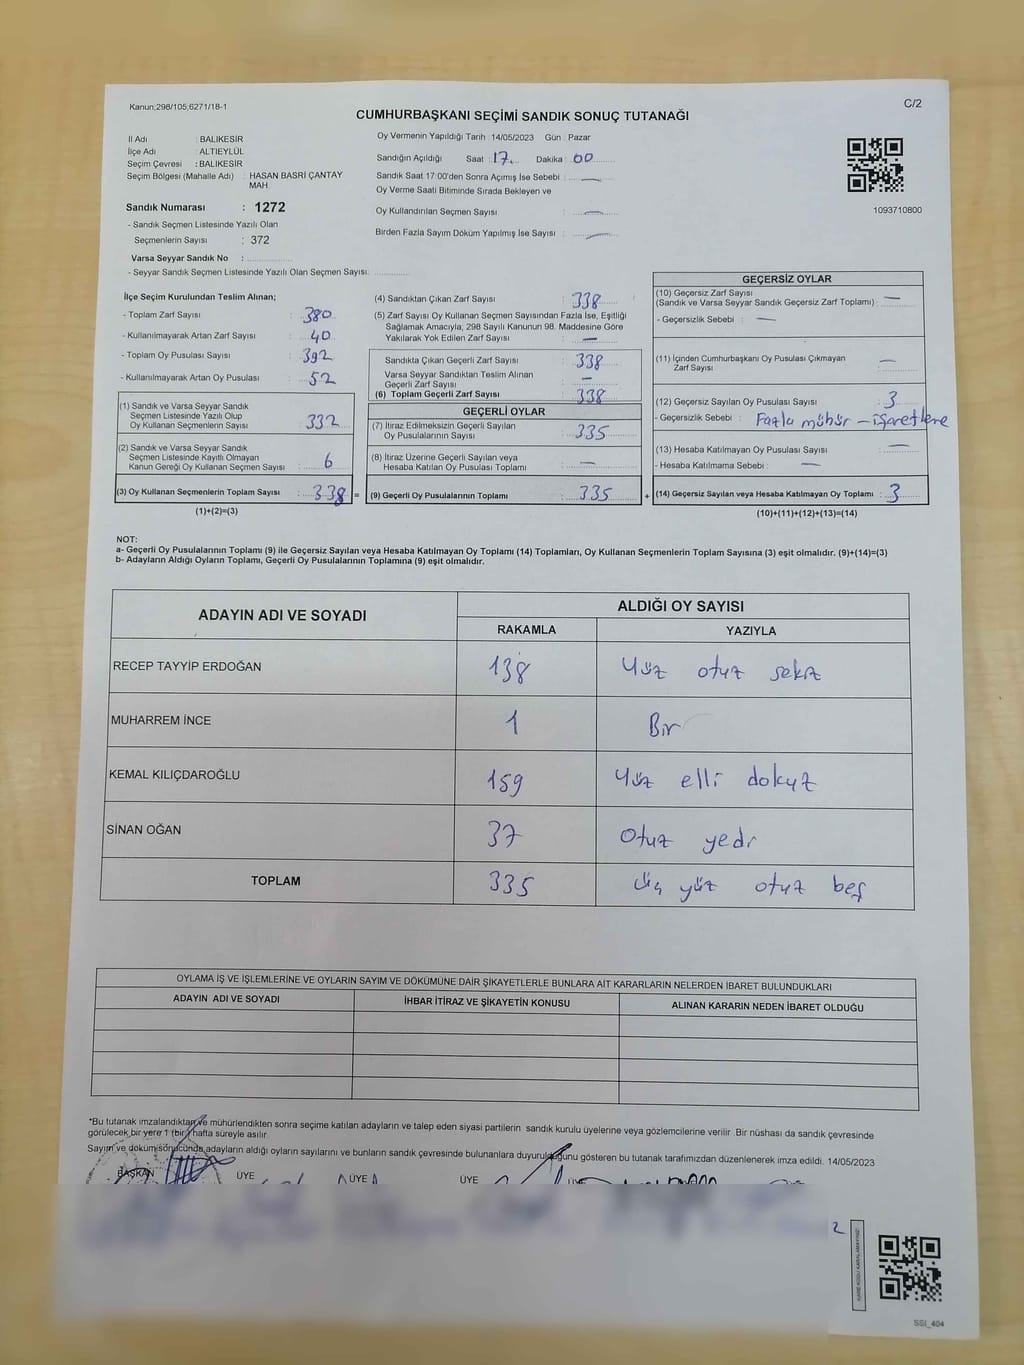 Kanun;298/105,6271/18-1
C/2
CUMHURBAŞKANI SEÇİMİ SANDIK SONUÇ TUTANAĞI
İl Adı : BALIKESİR
İlçe Adı : ALTIEYLÜL
Seçim Çevresi : BALIKESİR
Seçim Bölgesi (Mahalle Adı) : HASAN BASRİ ÇANTAY
MAH.
Sandık Numarası : 1272
- Sandık Seçmen Listesinde Yazılı Olan
Seçmenlerin Sayısı : 372
Varsa Seyyar Sandık No :
- Seyyar Sandık Seçmen Listesinde Yazılı Olan Seçmen Sayısı:
Oy Vermenin Yapıldığı Tarih : 14/05/2023 Gün : Pazar
Sandığın Açıldığı Saat : 17 Dakika : 00
Sandık Saat 17:00'den Sonra Açımış İse Sebebi : —
Oy Verme Saati Bitiminde Sırada Bekleyen ve
Oy Kullandırılan Seçmen Sayısı : —
Birden Fazla Sayım Döküm Yapılmış İse Sayısı : —
1093710800
İlçe Seçim Kurulundan Teslim Alınan;
- Toplam Zarf Sayısı : 380
- Kullanılmayarak Artan Zarf Sayısı : 40
- Toplam Oy Pusulası Sayısı : 392
- Kullanılmayarak Artan Oy Pusulası : 52
(1) Sandık ve Varsa Seyyar Sandık
Seçmen Listesinde Yazılı Olup
Oy Kullanan Seçmenlerin Sayısı : 332
(2) Sandık ve Varsa Seyyar Sandık
Seçmen Listesinde Kayıtlı Olmayan
Kanun Gereği Oy Kullanan Seçmen Sayısı : 6
(3) Oy Kullanan Seçmenlerin Toplam Sayısı : 338 =
(1)+(2)=(3)
(4) Sandıktan Çıkan Zarf Sayısı : 338
(5) Zarf Sayısı Oy Kullanan Seçmen Sayısından Fazla İse, Eşitliği
Sağlamak Amacıyla, 298 Sayılı Kanunun 98. Maddesine Göre
Yakılarak Yok Edilen Zarf Sayısı : —
Sandıkta Çıkan Geçerli Zarf Sayısı : 338
Varsa Seyyar Sandıktan Teslim Alınan
Geçerli Zarf Sayısı : —
(6) Toplam Geçerli Zarf Sayısı : 338
GEÇERLİ OYLAR
(7) İtiraz Edilmeksizin Geçerli Sayılan
Oy Pusulalarının Sayısı : 335
(8) İtiraz Üzerine Geçerli Sayılan veya
Hesaba Katılan Oy Pusulası Toplamı : —
(9) Geçerli Oy Pusulalarının Toplamı : 335 +
GEÇERSİZ OYLAR
(10) Geçersiz Zarf Sayısı
(Sandık ve Varsa Seyyar Sandık Geçersiz Zarf Toplamı) : —
- Geçersizlik Sebebi : —
(11) İçinden Cumhurbaşkanı Oy Pusulası Çıkmayan
Zarf Sayısı : —
(12) Geçersiz Sayılan Oy Pusulası Sayısı : 3
- Geçersizlik Sebebi : Fazla mühür – işaretleme
(13) Hesaba Katılmayan Oy Pusulası Sayısı : —
- Hesaba Katılmama Sebebi : —
(14) Geçersiz Sayılan veya Hesaba Katılmayan Oy Toplamı : 3
(10)+(11)+(12)+(13)=(14)
NOT:
a- Geçerli Oy Pusulalarının Toplamı (9) ile Geçersiz Sayılan veya Hesaba Katılmayan Oy Toplamı (14) Toplamları, Oy Kullanan Seçmenlerin Toplam Sayısına (3) eşit olmalıdır. (9)+(14)=(3)
b- Adayların Aldığı Oyların Toplamı, Geçerli Oy Pusulalarının Toplamına (9) eşit olmalıdır.
ADAYIN ADI VE SOYADI
ALDIĞI OY SAYISI
RAKAMLA YAZIYLA
RECEP TAYYİP ERDOĞAN 138 Yüz otuz sekiz
MUHARREM İNCE 1 Bir
KEMAL KILIÇDAROĞLU 159 Yüz elli dokuz
SİNAN OĞAN 37 Otuz yedi
TOPLAM 335 Üç yüz otuz beş
OYLAMA İŞ VE İŞLEMLERİNE VE OYLARIN SAYIM VE DÖKÜMÜNE DAİR ŞİKAYETLERLE BUNLARA AİT KARARLARIN NELERDEN İBARET BULUNDUKLARI
ADAYIN ADI VE SOYADI İHBAR İTİRAZ VE ŞİKAYETİN KONUSU ALINAN KARARIN NEDEN İBARET OLDUĞU
*Bu tutanak imzalandıktan ve mühürlendikten sonra seçime katılan adayların ve talep eden siyasi partilerin sandık kurulu üyelerine veya gözlemcilerine verilir. Bir nüshası da sandık çevresinde
görülecek bir yere 1 (bir) hafta süreyle asılır.
Sayım ve döküm sonucunda adayların aldığı oyların sayılarını ve bunların sandık çevresinde bulunanlara duyurulduğunu gösteren bu tutanak tarafımızdan düzenlenerek imza edildi. 14/05/2023
BAŞKAN ÜYE ÜYE ÜYE ÜYE
KARE KODU KARALAMAYINIZ!
SSI_404